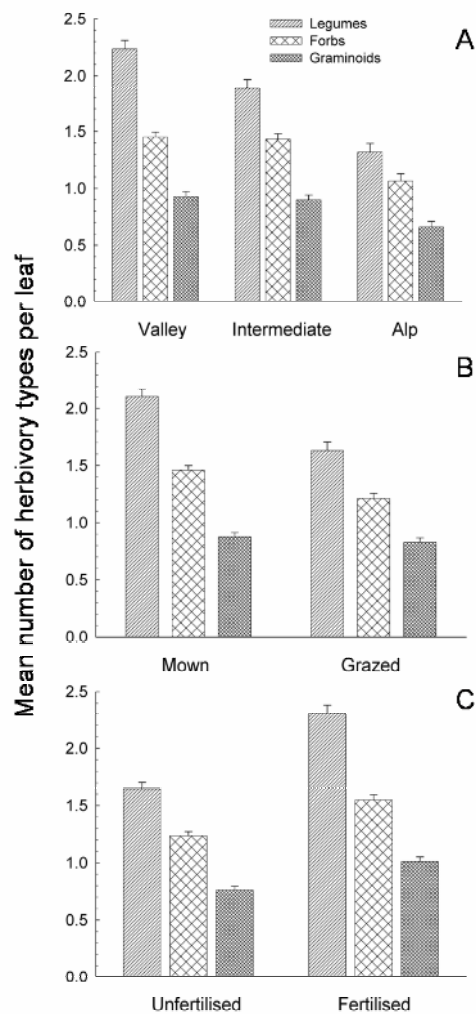 Legumes
Forbs
Graminoids
A
2.5
2.0
1.5
1.0
0.5
0.0
Valley Intermediate Alp
B
2.5
2.0
1.5
1.0
0.5
0.0
Mown Grazed
C
2.5
2.0
1.5
1.0
0.5
0.0
Unfertilised Fertilised
Mean number of herbivory types per leaf